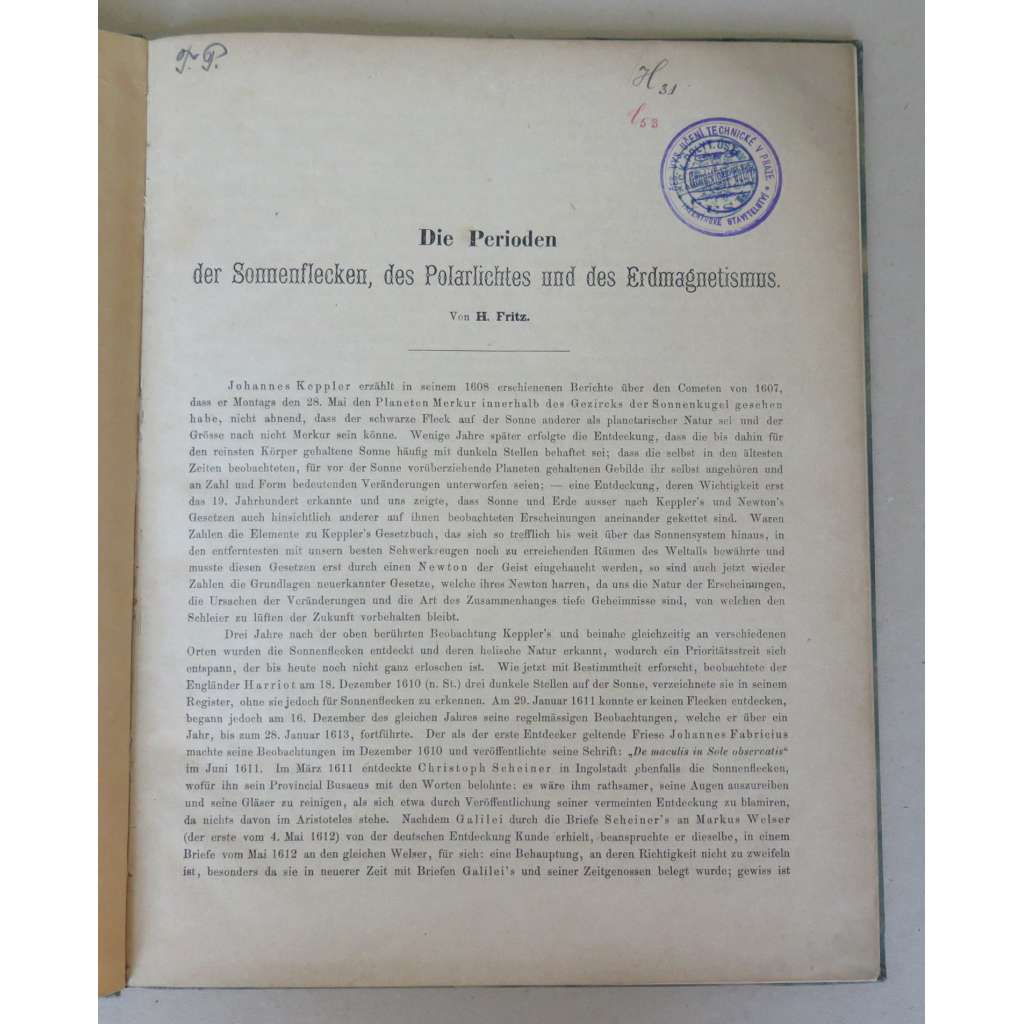 F. P.
H 31
53
ČES. VYS. UČENÍ TECHNICKÉ V PRAZE
STAVITELSTVÍ
Die Perioden
der Sonnenflecken, des Polarlichtes und des Erdmagnetismus.
Von H. Fritz.
Johannes Keppler erzählt in seinem 1608 erschienenen Berichte über den Cometen von 1607,
dass er Montags den 28. Mai den Planeten Merkur innerhalb des Gezircks der Sonnenkugel gesehen
habe, nicht ahnend, dass der schwarze Fleck auf der Sonne anderer als planetarischer Natur sei und der
Grösse nach nicht Merkur sein könne. Wenige Jahre später erfolgte die Entdeckung, dass die bis dahin für
den reinsten Körper gehaltene Sonne häufig mit dunkeln Stellen behaftet sei; dass die selbst in den ältesten
Zeiten beobachteten, für vor der Sonne vorüberziehende Planeten gehaltenen Gebilde ihr selbst angehören und
an Zahl und Form bedeutenden Veränderungen unterworfen seien; — eine Entdeckung, deren Wichtigkeit erst
das 19. Jahrhundert erkannte und uns zeigte, dass Sonne und Erde ausser nach Keppler's und Newton's
Gesetzen auch hinsichtlich anderer auf ihnen beobachteten Erscheinungen aneinander gekettet sind. Waren
Zahlen die Elemente zu Keppler's Gesetzbuch, das sich so trefflich bis weit über das Sonnensystem hinaus, in
den entferntesten mit unsern besten Sehwerkzeugen noch zu erreichenden Räumen des Weltalls bewährte und
musste diesen Gesetzen erst durch einen Newton der Geist eingehaucht werden, so sind auch jetzt wieder
Zahlen die Grundlagen neuerkannter Gesetze, welche ihres Newton harren, da uns die Natur der Erscheinungen,
die Ursachen der Veränderungen und die Art des Zusammenhanges tiefe Geheimnisse sind, von welchen den
Schleier zu lüften der Zukunft vorbehalten bleibt.
Drei Jahre nach der oben berührten Beobachtung Keppler's und beinahe gleichzeitig an verschiedenen
Orten wurden die Sonnenflecken entdeckt und deren helische Natur erkannt, wodurch ein Prioritätsstreit sich
entspann, der bis heute noch nicht ganz erloschen ist. Wie jetzt mit Bestimmtheit erforscht, beobachtete der
Engländer Harriot am 18. Dezember 1610 (n. St.) drei dunkele Stellen auf der Sonne, verzeichnete sie in seinem
Register, ohne sie jedoch für Sonnenflecken zu erkennen. Am 29. Januar 1611 konnte er keinen Flecken entdecken,
begann jedoch am 16. Dezember des gleichen Jahres seine regelmässigen Beobachtungen, welche er über ein
Jahr, bis zum 28. Januar 1613, fortführte. Der als der erste Entdecker geltende Friese Johannes Fabricius
machte seine Beobachtungen im Dezember 1610 und veröffentlichte seine Schrift: „De maculis in Sole observatis“
im Juni 1611. Im März 1611 entdeckte Christoph Scheiner in Ingolstadt ebenfalls die Sonnenflecken,
wofür ihn sein Provincial Busaeus mit den Worten belohnte: es wäre ihm rathsamer, seine Augen auszureiben
und seine Gläser zu reinigen, als sich etwa durch Veröffentlichung seiner vermeinten Entdeckung zu blamiren,
da nichts davon im Aristoteles stehe. Nachdem Galilei durch die Briefe Scheiner's an Markus Welser
(der erste vom 4. Mai 1612) von der deutschen Entdeckung Kunde erhielt, beanspruchte er dieselbe, in einem
Briefe vom Mai 1612 an den gleichen Welser, für sich: eine Behauptung, an deren Richtigkeit nicht zu zweifeln
ist, besonders da sie in neuerer Zeit mit Briefen Galilei's und seiner Zeitgenossen belegt wurde; gewiss ist